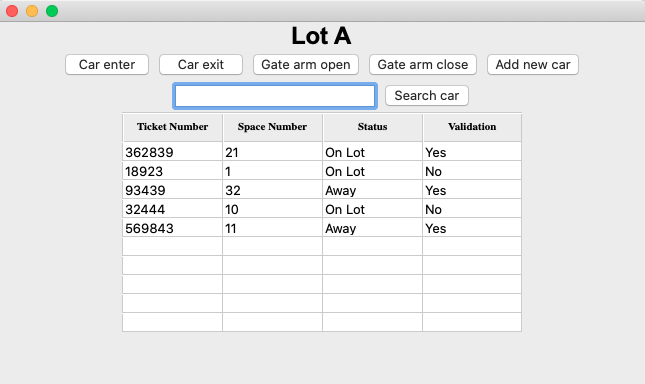 Lot A
Car enter Car exit Gate arm open Gate arm close Add new car
Search car
Ticket Number Space Number Status Validation
362839 21 On Lot Yes
18923 1 On Lot No
93439 32 Away Yes
32444 10 On Lot No
569843 11 Away Yes